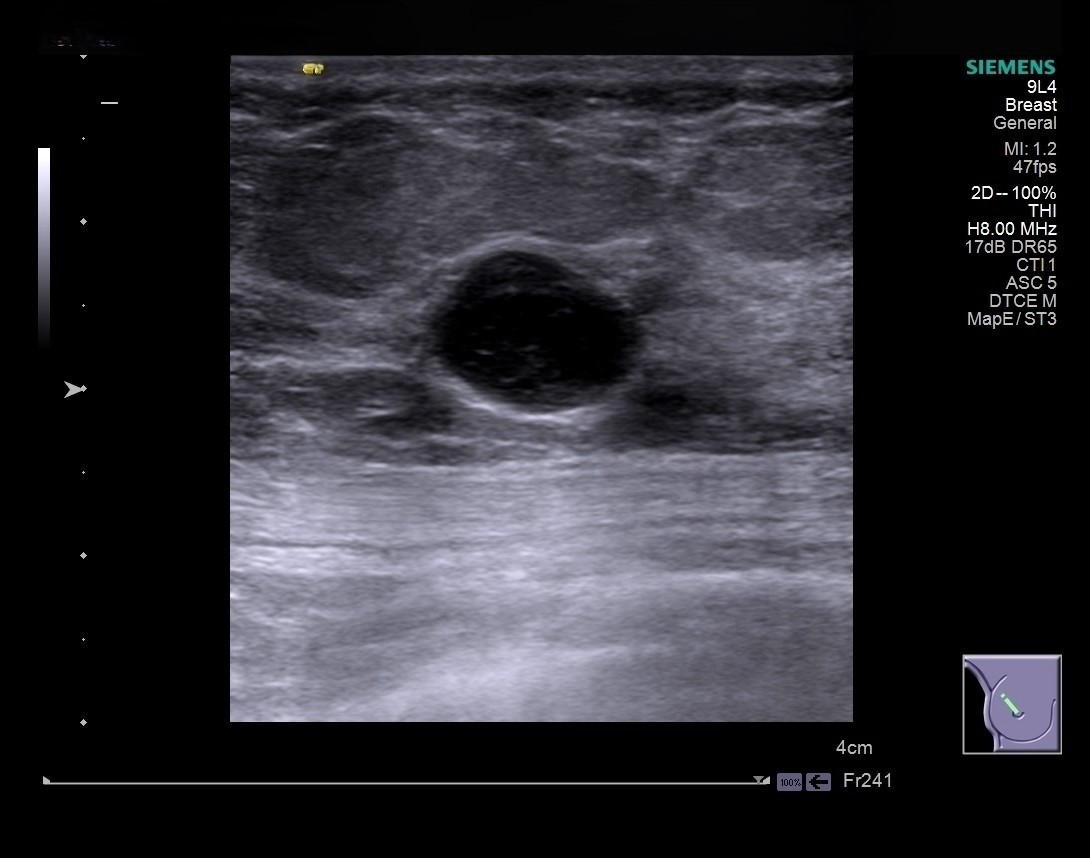 SIEMENS
9L4
Breast
General
MI: 1.2
47fps
2D--100%
THI
H8.00 MHz
17dB DR65
CTI 1
ASC 5
DTCE M
MapE / ST3
4cm
100%
Fr241